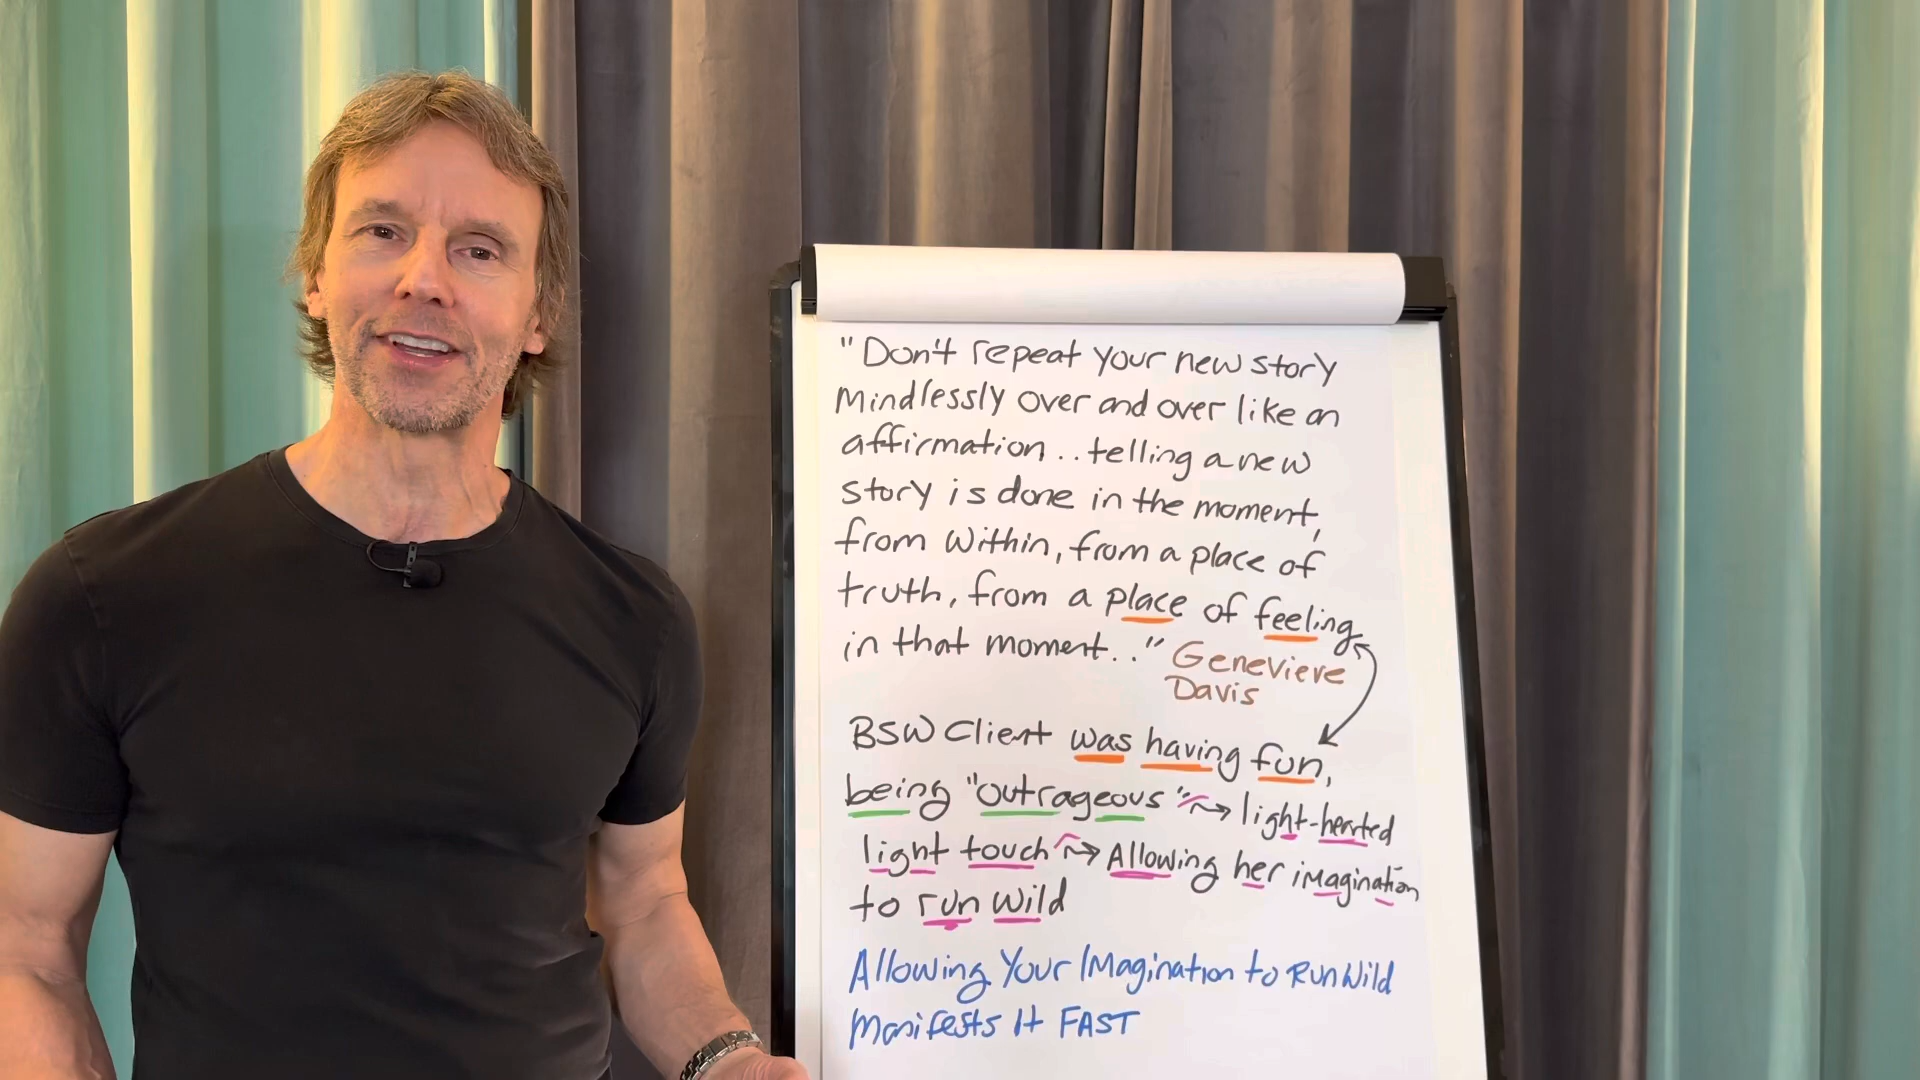 "Don't repeat your new story
mindlessly over and over like an
affirmation.. telling a new
story is done in the moment,
from within, from a place of
truth, from a place of feeling
in that moment.." Genevieve
Davis
BSW Client was having fun,
being "outrageous" → light-hearted
light touch → Allowing her imagination
to run wild
Allowing Your Imagination to Run Wild
Manifests It FAST